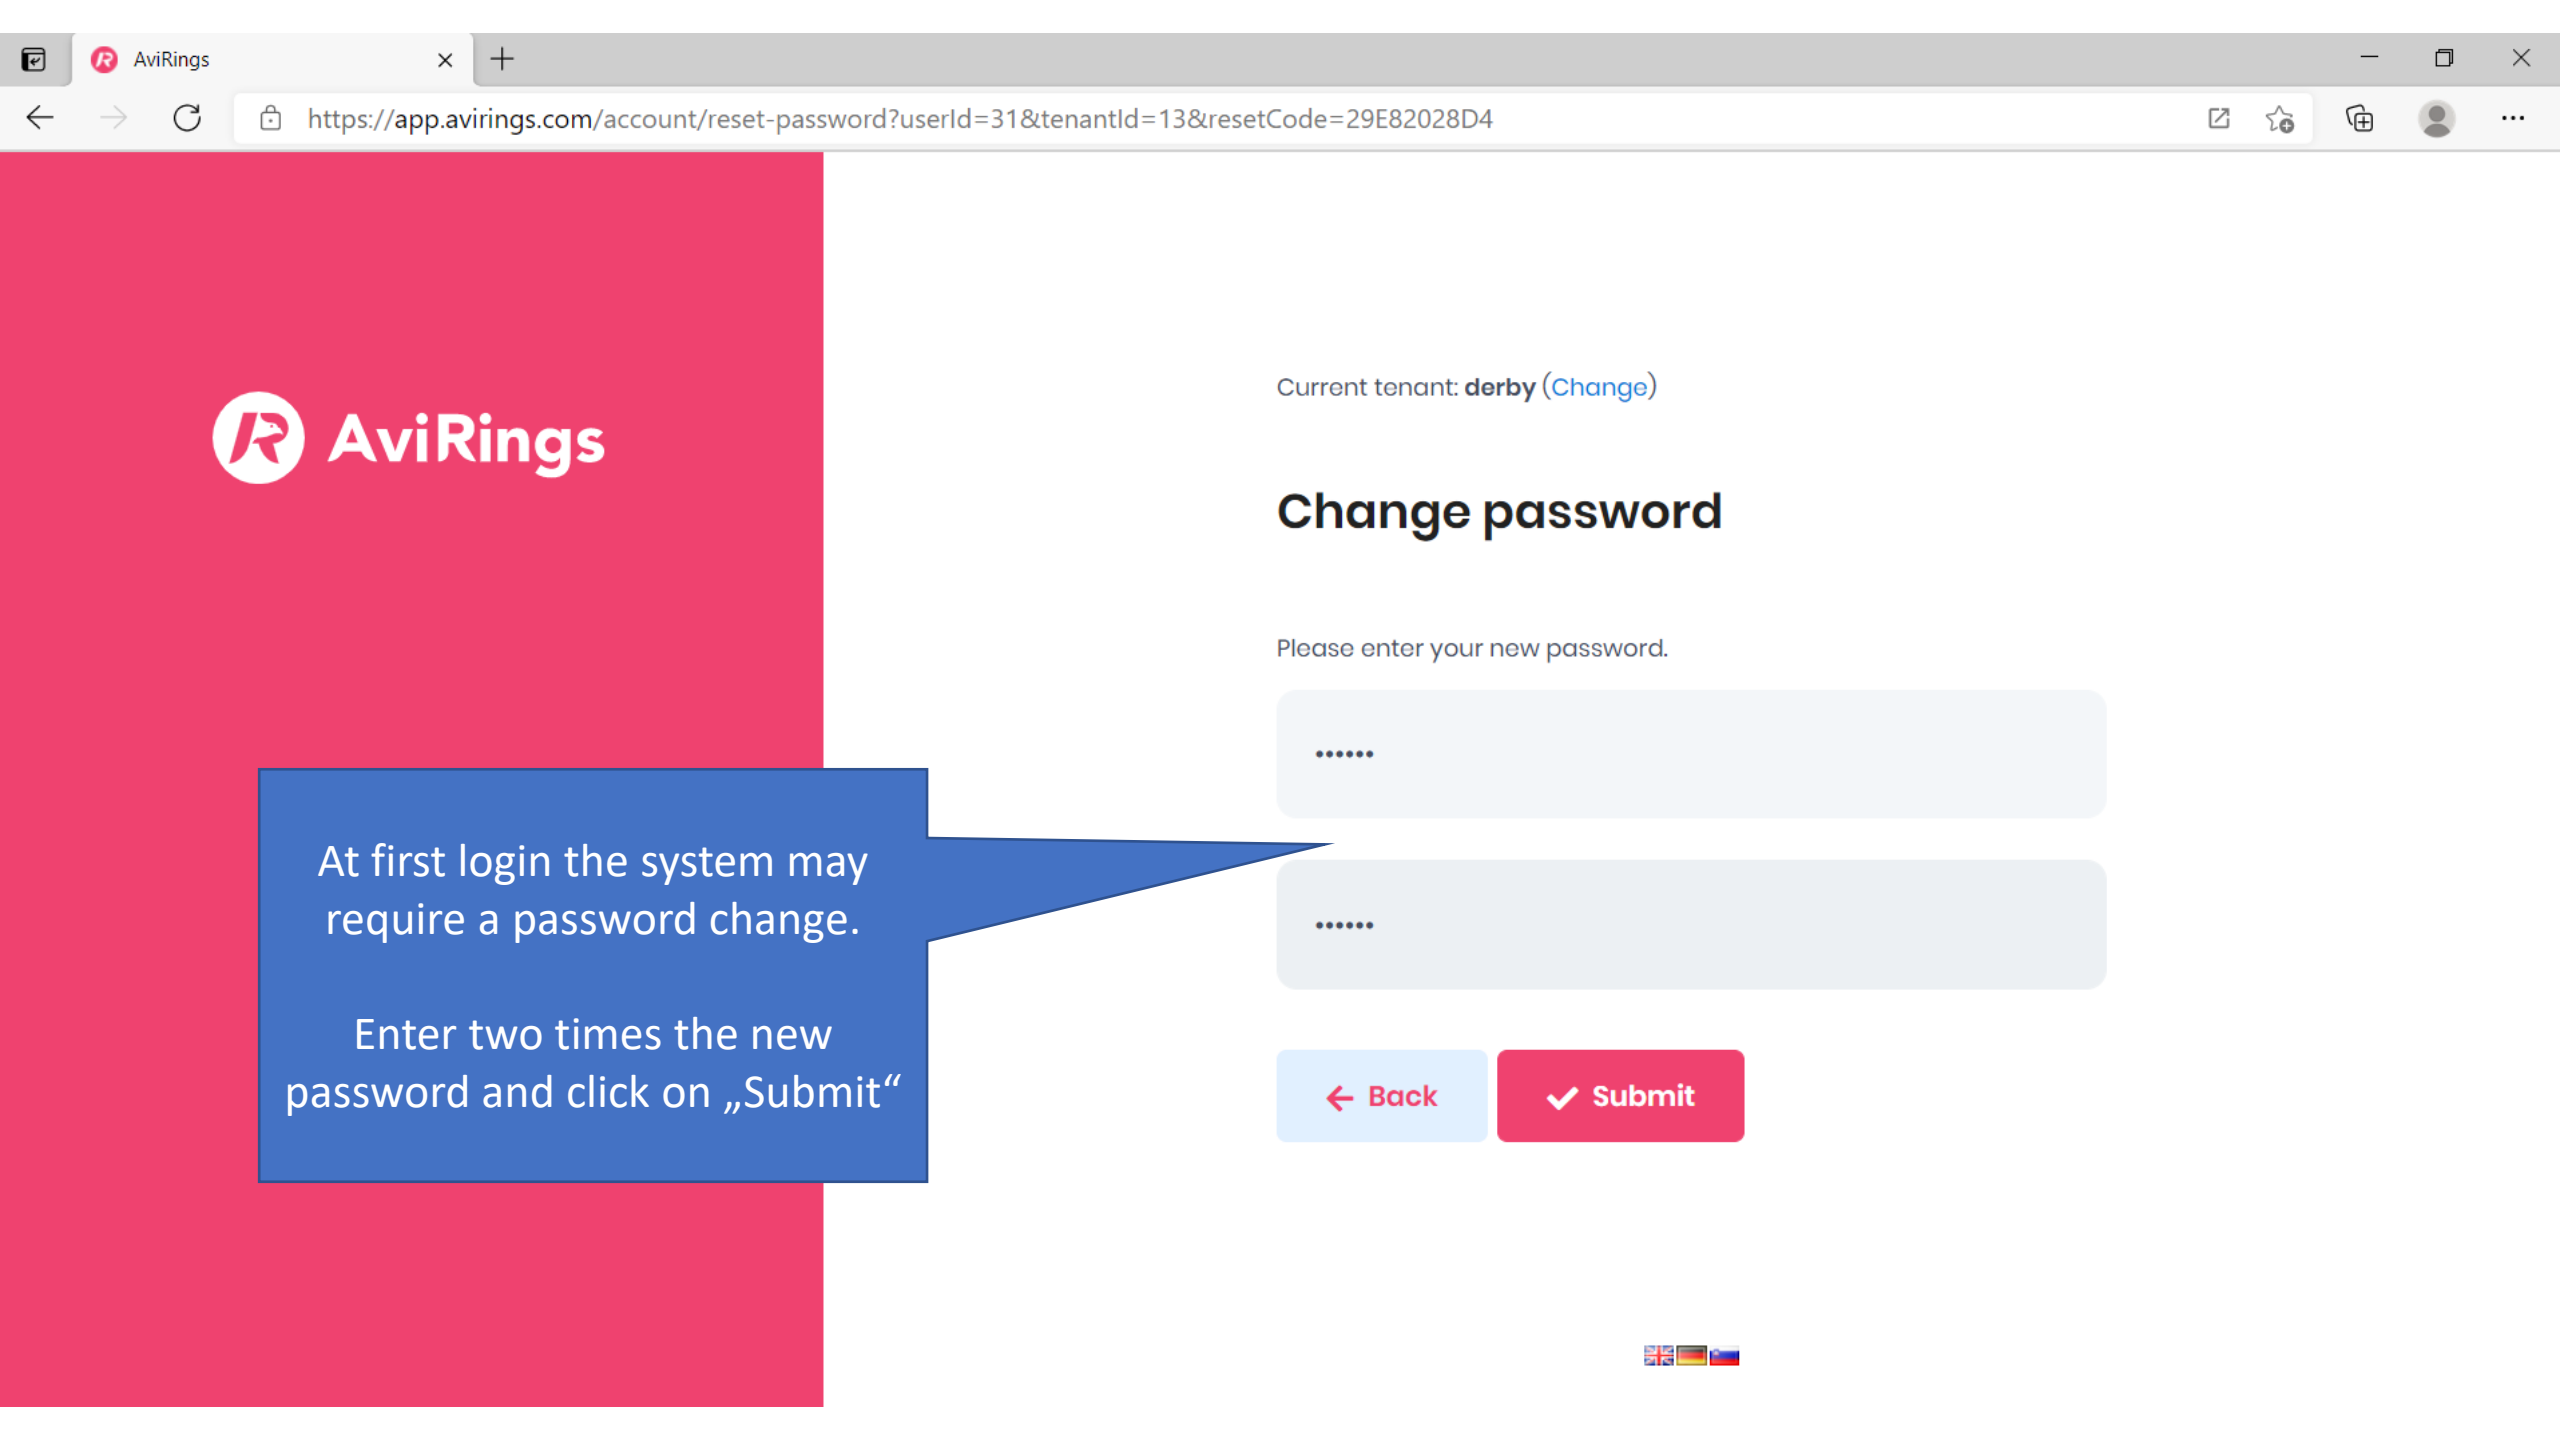 AviRings
https://app.avirings.com/account/reset-password?userId=31&tenantId=13&resetCode=29E82028D4
AviRings
Current tenant: derby (Change)
Change password
Please enter your new password.
••••••
••••••
At first login the system may
require a password change.
Enter two times the new
password and click on „Submit“
Back
Submit